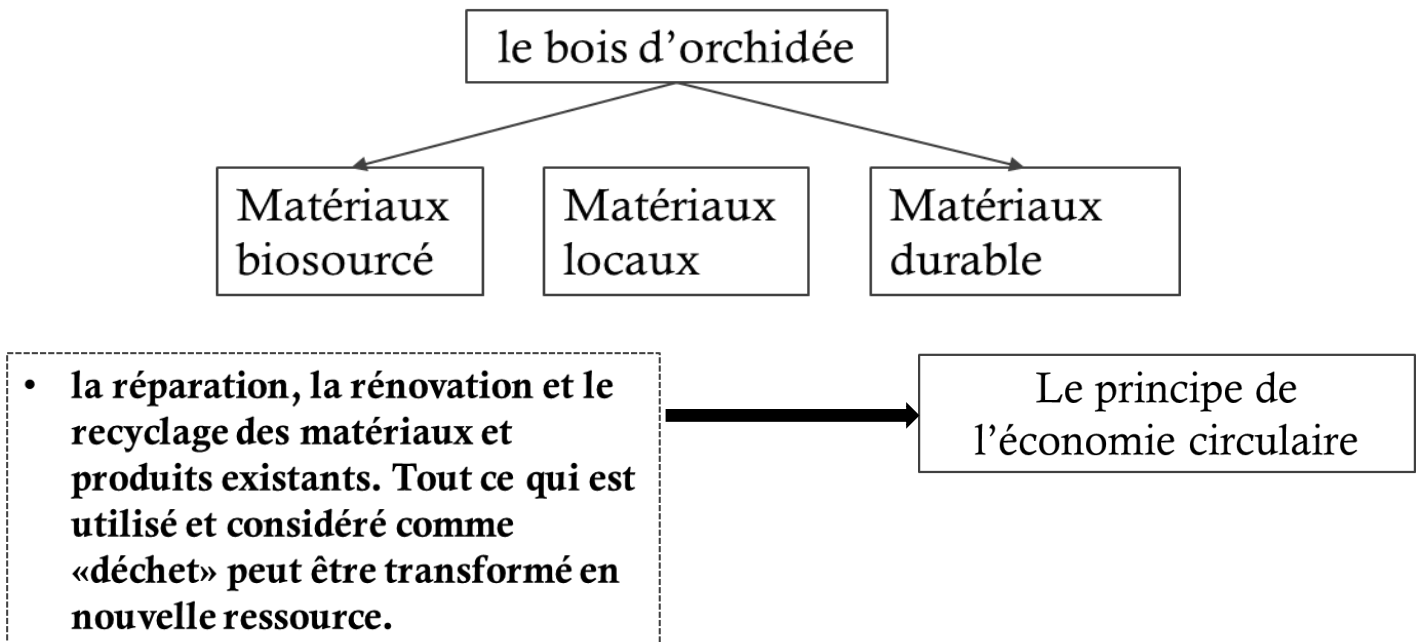 le bois d’orchidée
Matériaux
biosourcé
Matériaux
locaux
Matériaux
durable
• la réparation, la rénovation et le
recyclage des matériaux et
produits existants. Tout ce qui est
utilisé et considéré comme
«déchet» peut être transformé en
nouvelle ressource.
Le principe de
l’économie circulaire